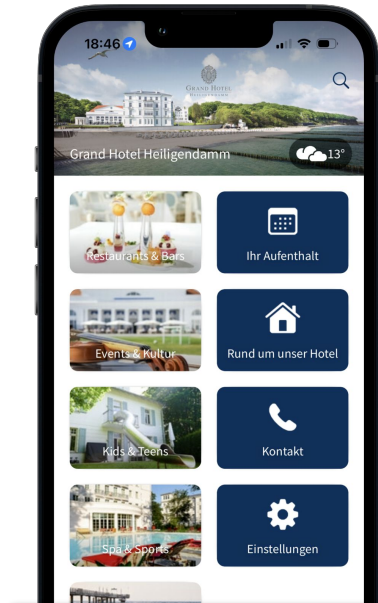 18:46
GRAND HOTEL
HEILIGENDAMM
Grand Hotel Heiligendamm
13°
Restaurants & Bars
Ihr Aufenthalt
Events & Kultur
Rund um unser Hotel
Kids & Teens
Kontakt
Spa & Sports
Einstellungen